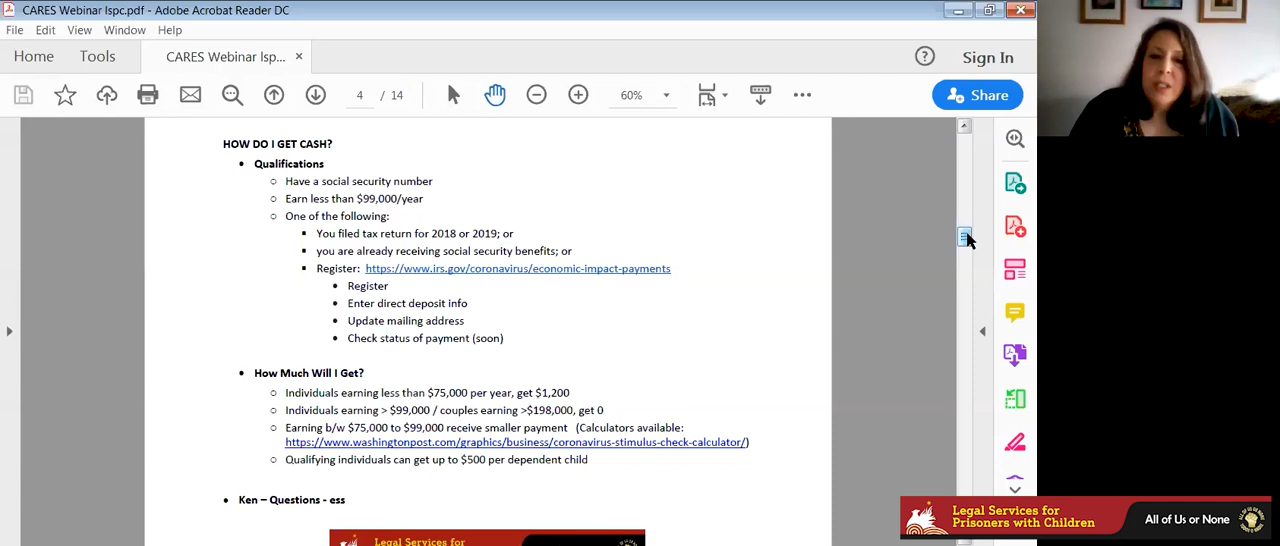 CARES Webinar lspc.pdf - Adobe Acrobat Reader DC
File Edit View Window Help
Home Tools CARES Webinar lsp... × Sign In
4 / 14 60% Share
HOW DO I GET CASH?
• Qualifications
○ Have a social security number
○ Earn less than $99,000/year
○ One of the following:
▪ You filed tax return for 2018 or 2019; or
▪ you are already receiving social security benefits; or
▪ Register: https://www.irs.gov/coronavirus/economic-impact-payments
• Register
• Enter direct deposit info
• Update mailing address
• Check status of payment (soon)
• How Much Will I Get?
○ Individuals earning less than $75,000 per year, get $1,200
○ Individuals earning > $99,000 / couples earning >$198,000, get 0
○ Earning b/w $75,000 to $99,000 receive smaller payment (Calculators available:
https://www.washingtonpost.com/graphics/business/coronavirus-stimulus-check-calculator/)
○ Qualifying individuals can get up to $500 per dependent child
• Ken – Questions - ess
Legal Services for
Legal Services for
Prisoners with Children
All of Us or None